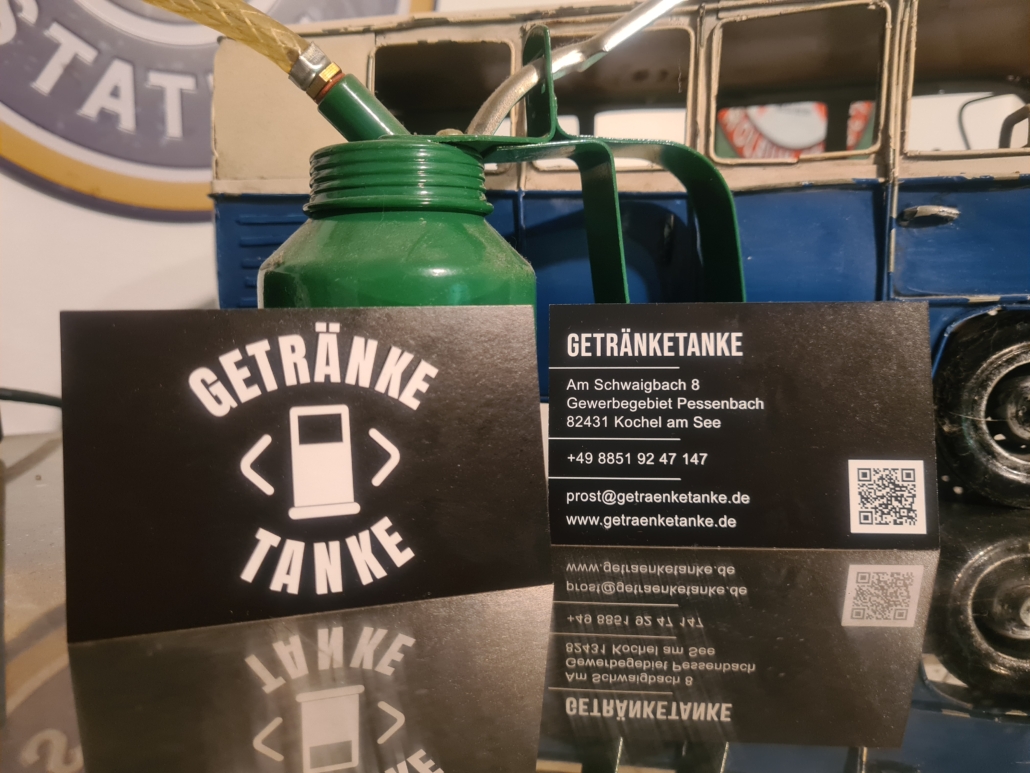 STAT
GETRÄNKE
TANKE
GETRÄNKETANKE
Am Schwaigbach 8
Gewerbegebiet Pessenbach
82431 Kochel am See
+49 8851 92 47 147
prost@getraenketanke.de
www.getraenketanke.de